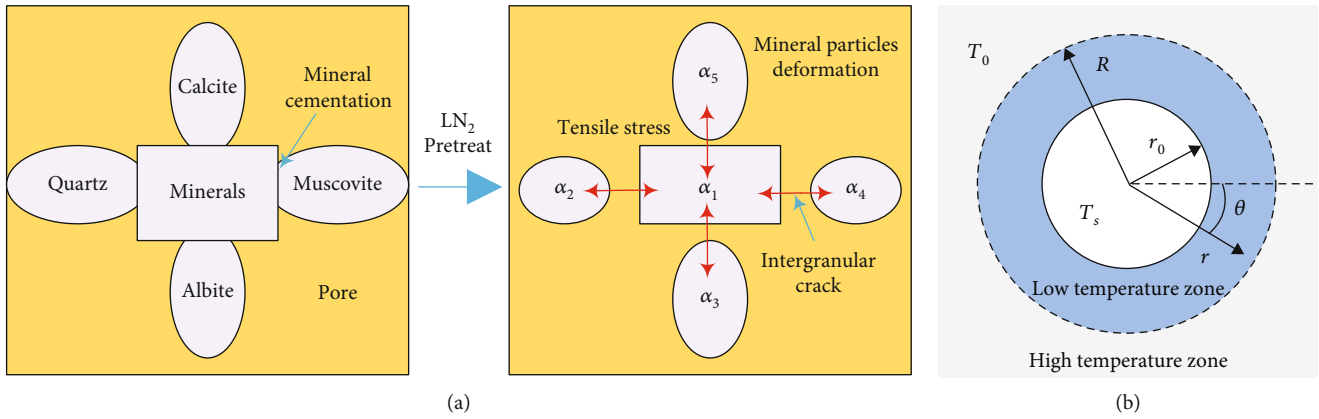 Calcite
Mineral
cementation
Quartz
Minerals
Muscovite
Albite
Pore
LN₂
Pretreat
Mineral particles
deformation
α₅
Tensile stress
α₂
α₁
α₄
α₃
Intergranular
crack
(a)
T₀
R
r₀
Tₛ
θ
r
Low temperature zone
High temperature zone
(b)